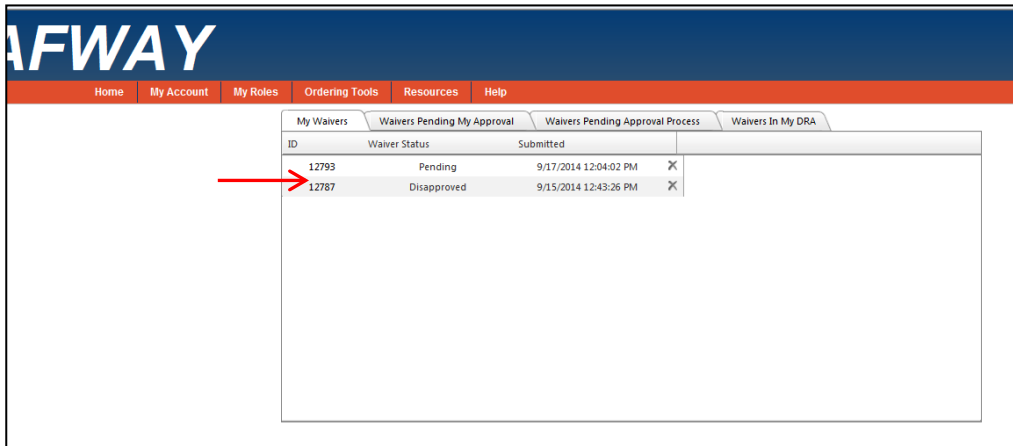 AFWAY
Home My Account My Roles Ordering Tools Resources Help
My Waivers Waivers Pending My Approval Waivers Pending Approval Process Waivers In My DRA
ID Waiver Status Submitted
12793 Pending 9/17/2014 12:04:02 PM
12787 Disapproved 9/15/2014 12:43:26 PM